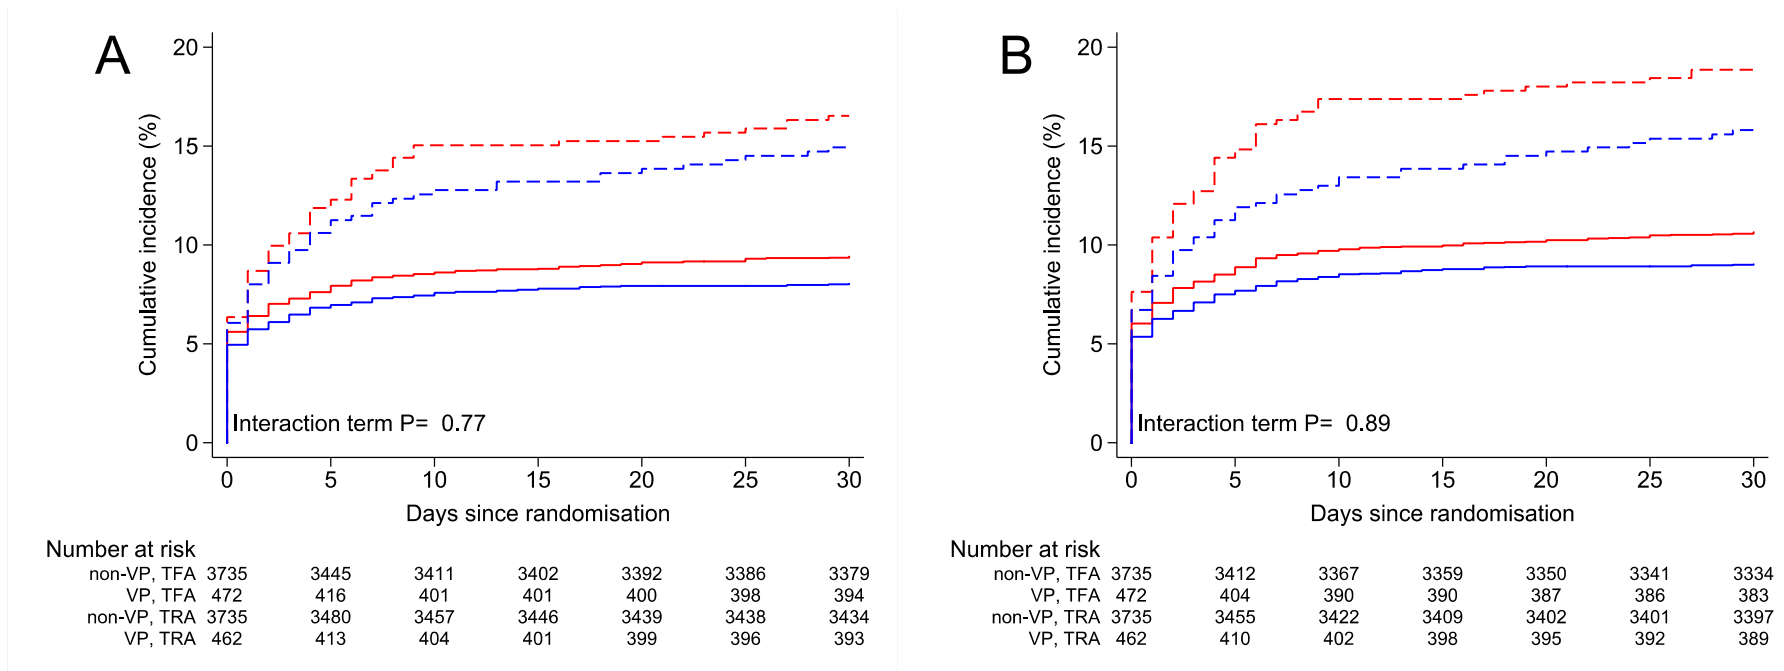 A
Cumulative incidence (%)
20
15
10
5
0
Interaction term P= 0.77
0 5 10 15 20 25 30
Days since randomisation
Number at risk
non-VP, TFA 3735 3445 3411 3402 3392 3386 3379
VP, TFA 472 416 401 401 400 398 394
non-VP, TRA 3735 3480 3457 3446 3439 3438 3434
VP, TRA 462 413 404 401 399 396 393
B
Cumulative incidence (%)
20
15
10
5
0
Interaction term P= 0.89
0 5 10 15 20 25 30
Days since randomisation
Number at risk
non-VP, TFA 3735 3412 3367 3359 3350 3341 3334
VP, TFA 472 404 390 390 387 386 383
non-VP, TRA 3735 3455 3422 3409 3402 3401 3397
VP, TRA 462 410 402 398 395 392 389